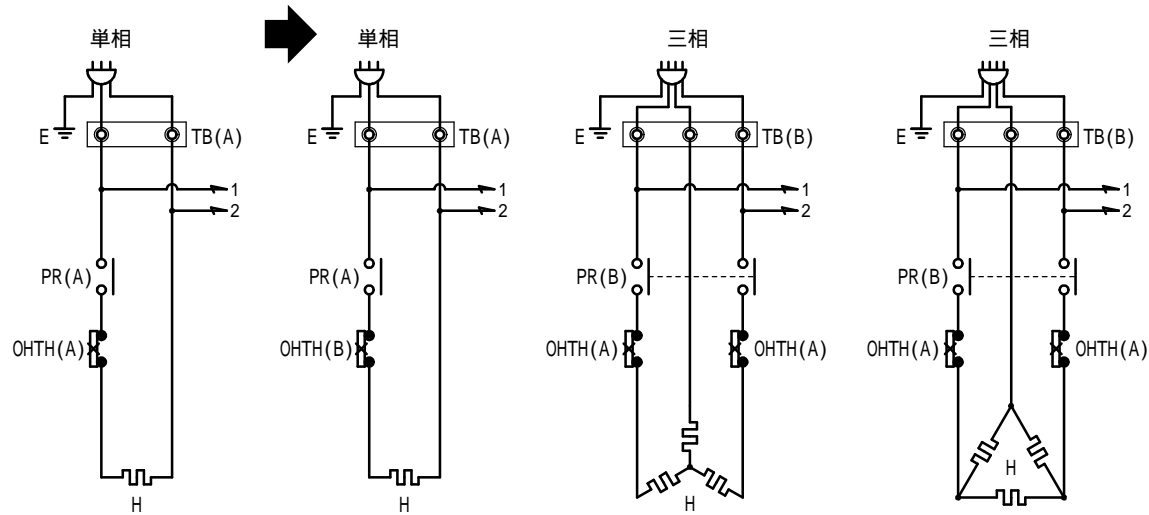 単相
E
TB(A)
1
2
PR(A)
OHTH(A)
H
単相
E
TB(A)
1
2
PR(A)
OHTH(B)
H
三相
E
TB(B)
1
2
PR(B)
OHTH(A)
OHTH(A)
H
三相
E
TB(B)
1
2
PR(B)
OHTH(A)
OHTH(A)
H